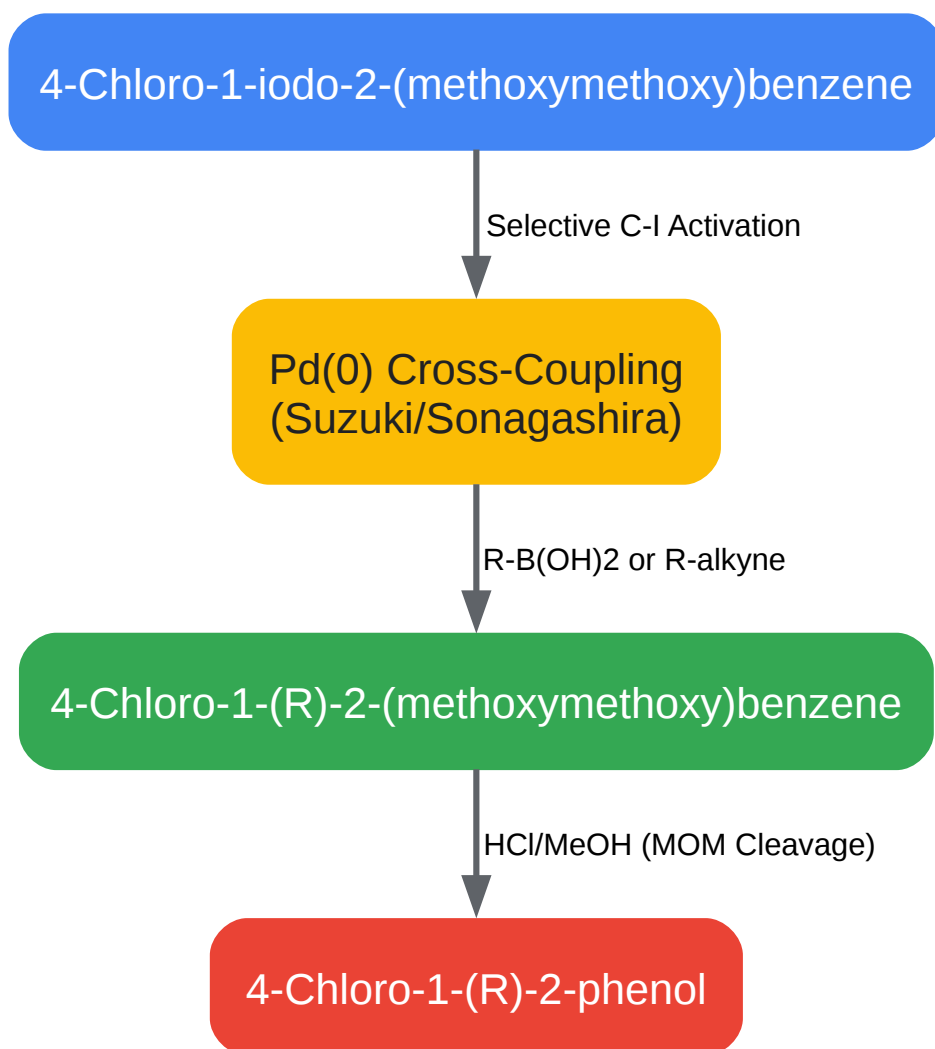 4-Chloro-1-iodo-2-(methoxymethoxy)benzene
Selective C-I Activation
Pd(0) Cross-Coupling
(Suzuki/Sonagashira)
R-B(OH)2 or R-alkyne
4-Chloro-1-(R)-2-(methoxymethoxy)benzene
HCl/MeOH (MOM Cleavage)
4-Chloro-1-(R)-2-phenol